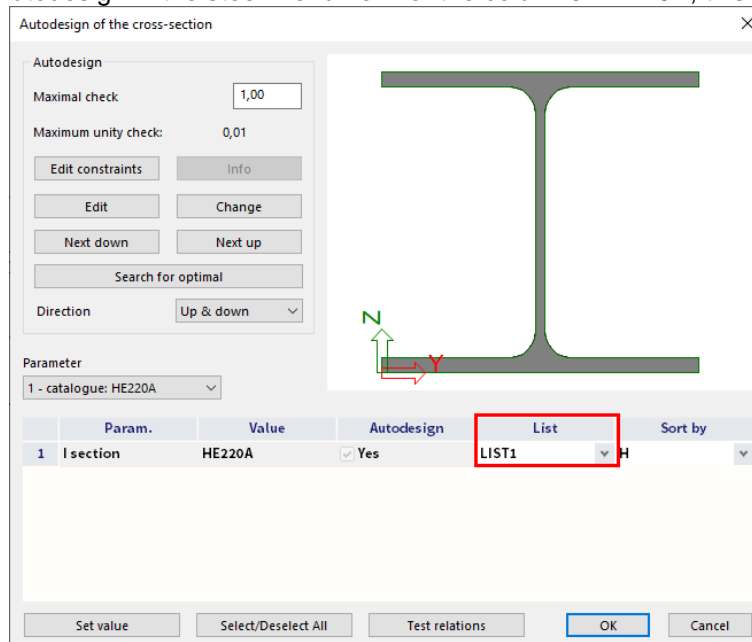 Autodesign of the cross-section
Autodesign
Maximal check 1,00
Maximum unity check: 0,01
Edit constraints Info
Edit Change
Next down Next up
Search for optimal
Direction Up & down
Z
Y
Parameter
1 - catalogue: HE220A
Param. Value Autodesign List Sort by
1 I section HE220A Yes LIST1 H
Set value Select/Deselect All Test relations OK Cancel